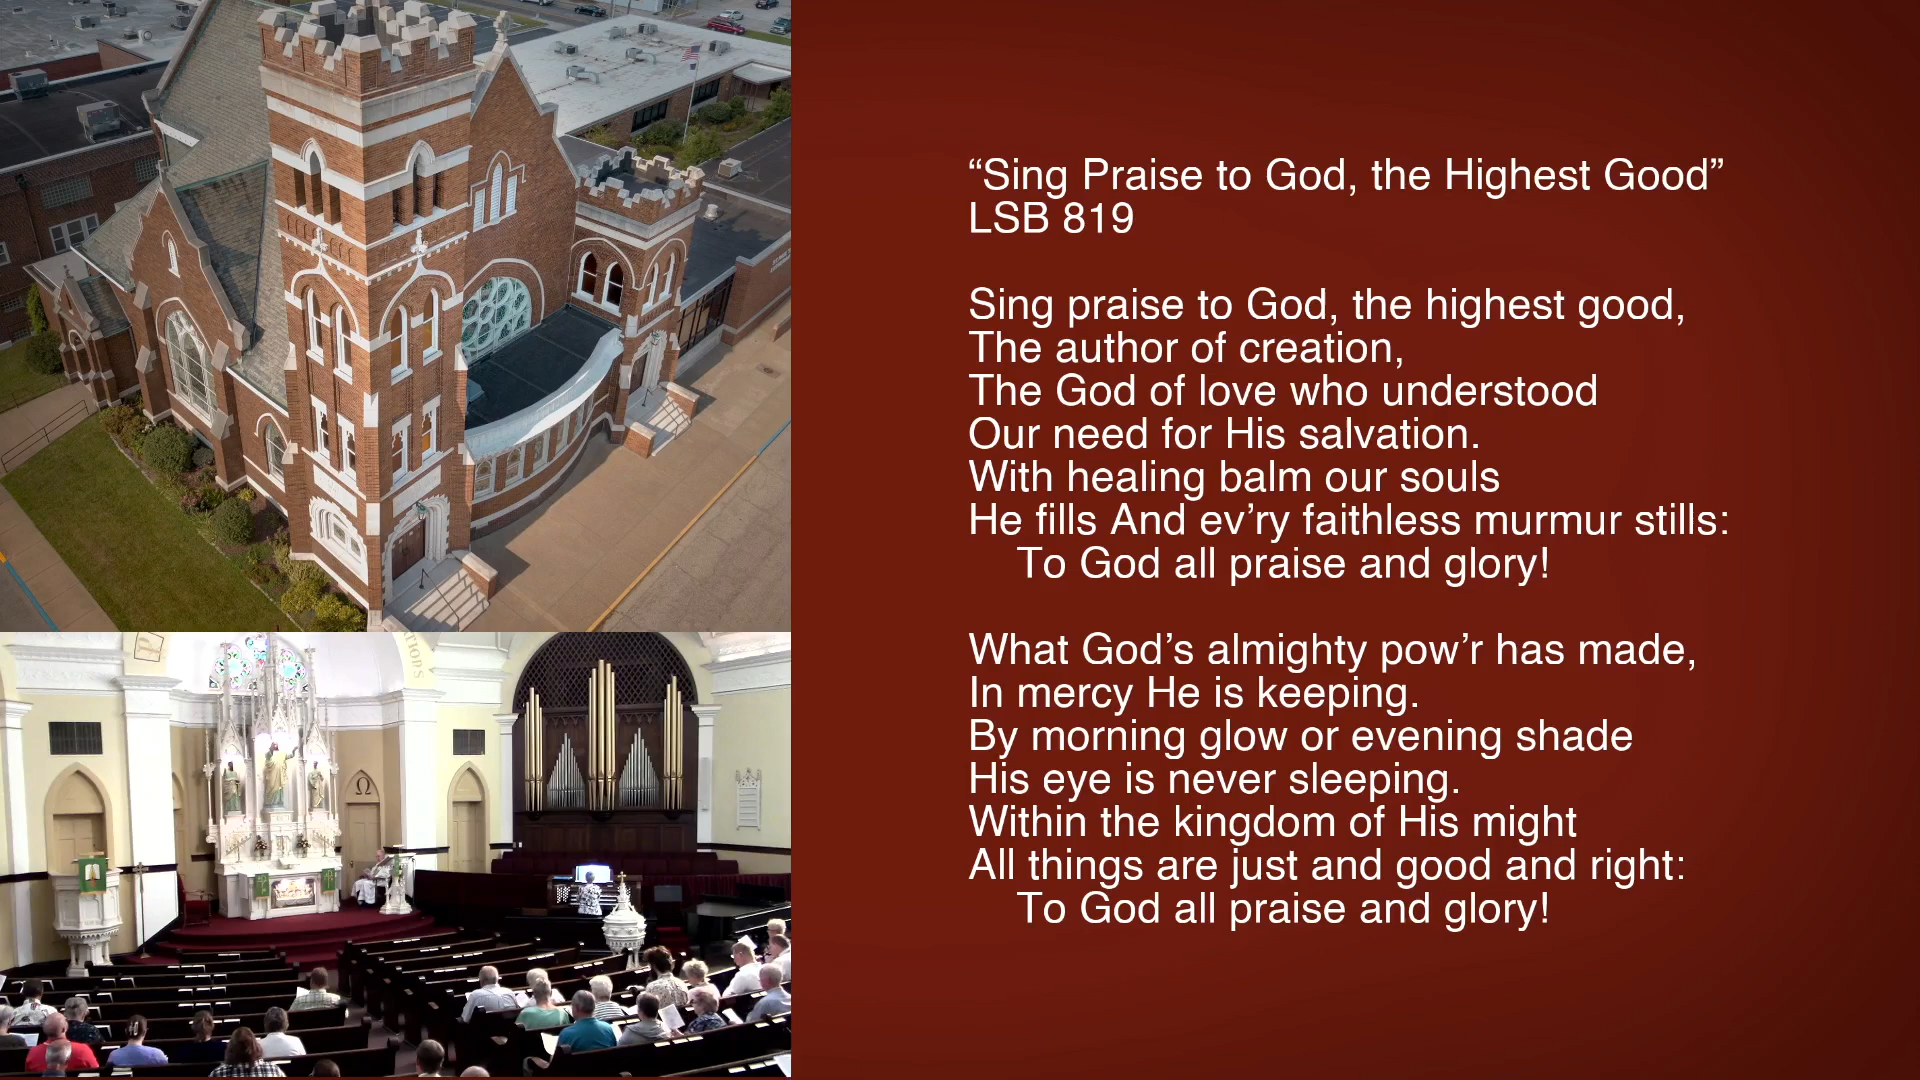 “Sing Praise to God, the Highest Good”
LSB 819
Sing praise to God, the highest good,
The author of creation,
The God of love who understood
Our need for His salvation.
With healing balm our souls
He fills And ev’ry faithless murmur stills:
To God all praise and glory!
What God’s almighty pow’r has made,
In mercy He is keeping.
By morning glow or evening shade
His eye is never sleeping.
Within the kingdom of His might
All things are just and good and right:
To God all praise and glory!
Ω